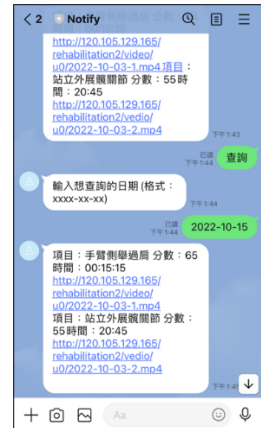 < 2 Notify
http://120.105.129.165/
rehabilitation2/video/
u0/2022-10-03-1.mp4項目：
站立外展髖關節 分數：55時
間：20:45
http://120.105.129.165/
rehabilitation2/vedio/
u0/2022-10-03-2.mp4
下午1:43
已讀
下午1:44
查詢
輸入想查詢的日期 (格式：
xxxx-xx-xx)
下午1:44
已讀
下午1:44
2022-10-15
項目：手臂側舉過肩 分數：65
時間：00:15:15
http://120.105.129.165/
rehabilitation2/video/
u0/2022-10-03-1.mp4
項目：站立外展髖關節 分數：
55時間：20:45
http://120.105.129.165/
rehabilitation2/vedio/
u0/2022-10-03-2.mp4
Aa